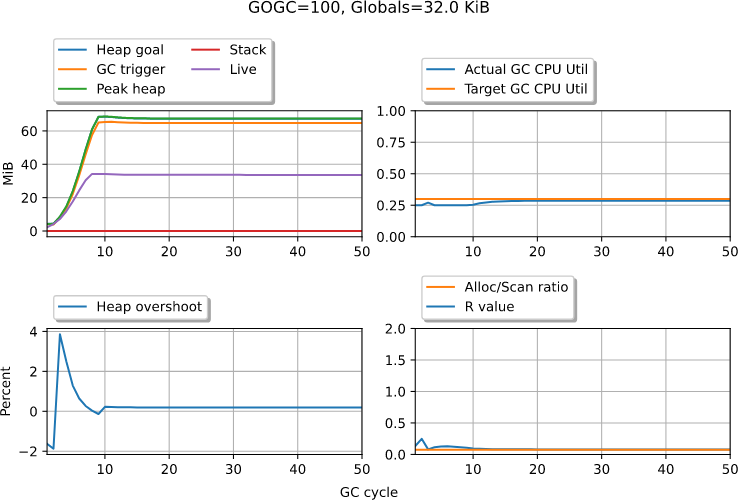 GOGC=100, Globals=32.0 KiB
Heap goal
GC trigger
Peak heap
Stack
Live
MiB
60
40
20
0
10
20
30
40
50
Actual GC CPU Util
Target GC CPU Util
1.00
0.75
0.50
0.25
0.00
10
20
30
40
50
Heap overshoot
Percent
4
2
0
−2
10
20
30
40
50
Alloc/Scan ratio
R value
2.0
1.5
1.0
0.5
0.0
10
20
30
40
50
GC cycle